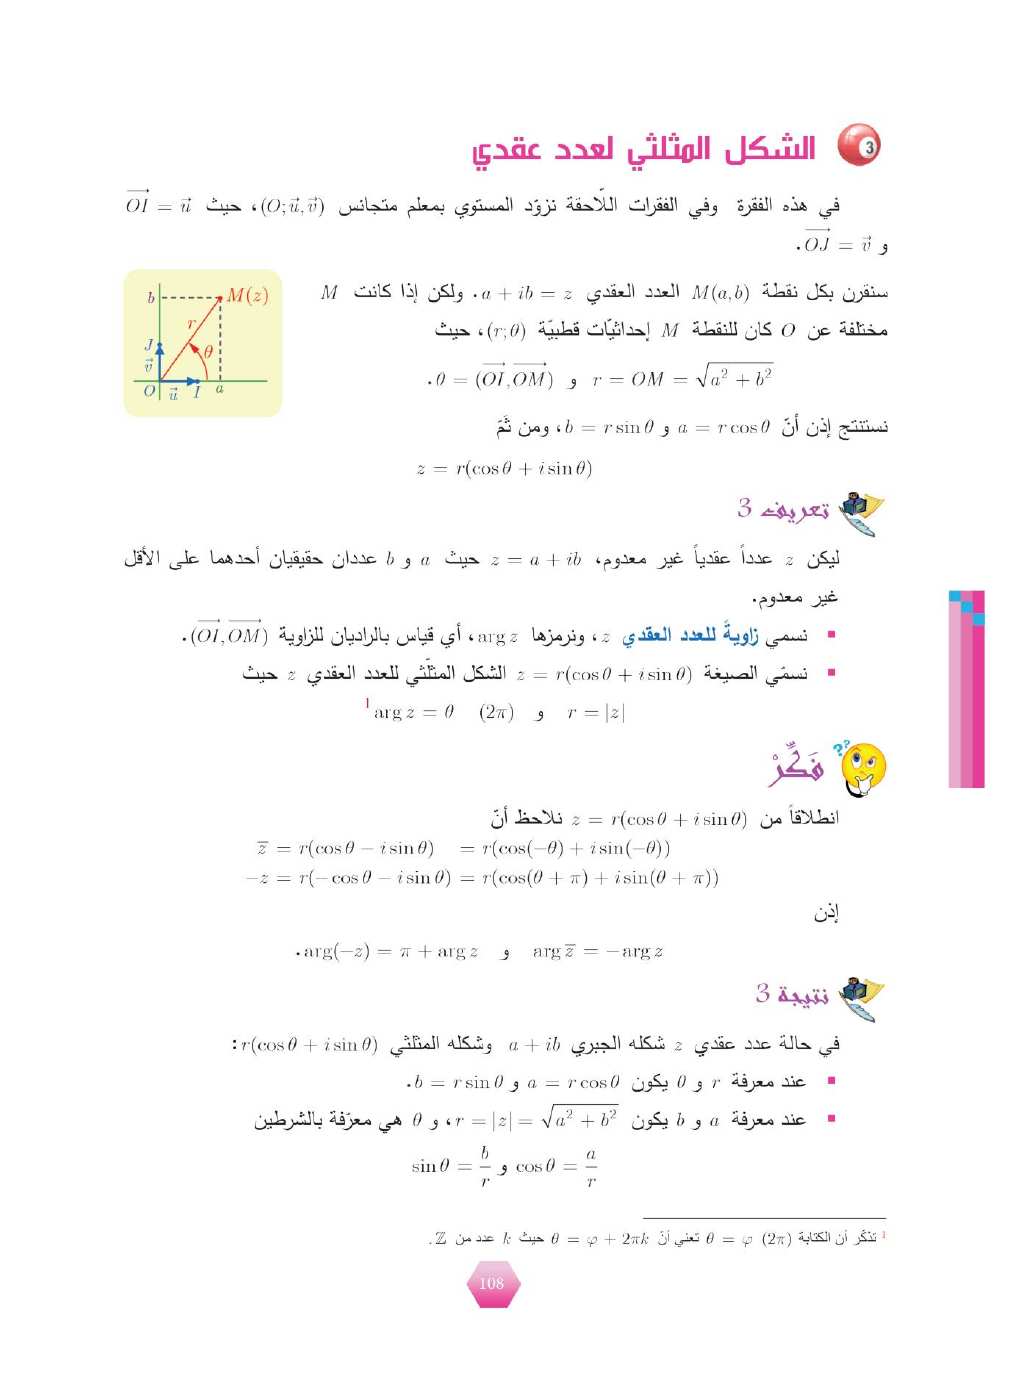 3 الشكل المثلثي لعدد عقدي
في هذه الفقرة وفي الفقرات اللّاحقة نزوّد المستوي بمعلم متجانس (O;u⃗,v⃗)، حيث OI⃗ = u⃗
و OJ⃗ = v⃗.
سنقرن بكل نقطة M(a,b) العدد العقدي a + ib = z. ولكن إذا كانت M
مختلفة عن O كان للنقطة M إحداثيّات قطبيّة (r;θ)، حيث
r = OM = √(a² + b²) و θ = (OI⃗,OM⃗).
نستنتج إذن أنّ a = r cos θ و b = r sin θ، ومن ثَمّ
z = r(cos θ + i sin θ)
b
M(z)
r
J
θ
v⃗
O
u⃗
I
a
تعريف 3
ليكن z عدداً عقدياً غير معدوم، z = a + ib حيث a و b عددان حقيقيان أحدهما على الأقل
غير معدوم.
▪ نسمي زاويةً للعدد العقدي z، ونرمزها arg z، أي قياس بالراديان للزاوية (OI⃗,OM⃗).
▪ نسمّي الصيغة z = r(cos θ + i sin θ) الشكل المثلّثي للعدد العقدي z حيث
r = |z| و arg z = θ (2π) ¹
فَكِّرْ
انطلاقاً من z = r(cos θ + i sin θ) نلاحظ أنّ
z̅ = r(cos θ − i sin θ) = r(cos(−θ) + i sin(−θ))
−z = r(− cos θ − i sin θ) = r(cos(θ + π) + i sin(θ + π))
إذن
arg z̅ = − arg z و arg(−z) = π + arg z.
نتيجة 3
في حالة عدد عقدي z شكله الجبري a + ib وشكله المثلثي r(cos θ + i sin θ):
▪ عند معرفة r و θ يكون a = r cos θ و b = r sin θ.
▪ عند معرفة a و b يكون r = |z| = √(a² + b²)، و θ هي معرّفة بالشرطين
cos θ = a/r و sin θ = b/r
¹ تذكّر أن الكتابة θ = φ (2π) تعني أنّ θ = φ + 2πk حيث k عدد من ℤ.
108